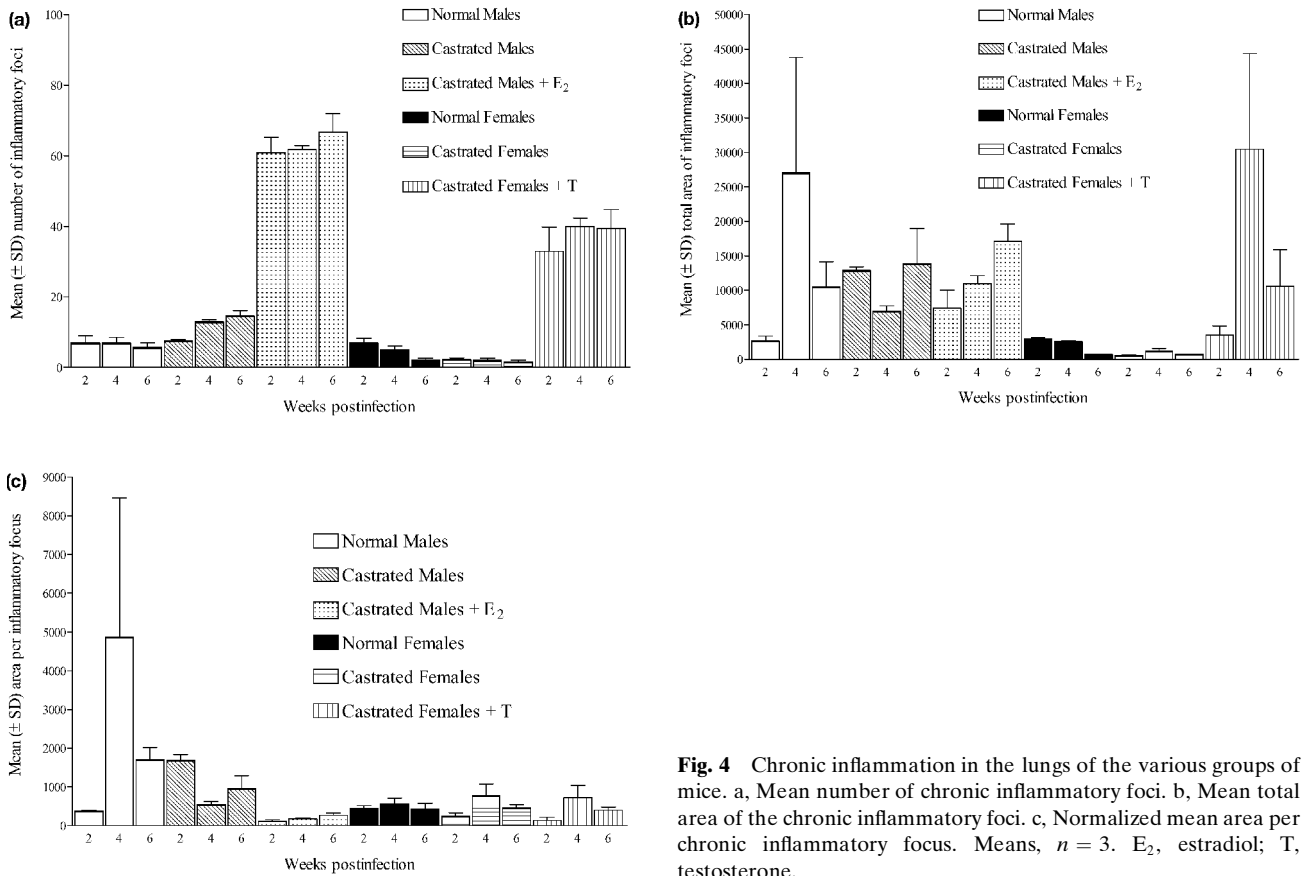 (a)
Mean (± SD) number of inflammatory foci
100
80
60
40
20
0
Normal Males
Castrated Males
Castrated Males + E2
Normal Females
Castrated Females
Castrated Females + T
2 4 6 2 4 6 2 4 6 2 4 6 2 4 6 2 4 6
Weeks postinfection
(b)
Mean (± SD) total area of inflammatory foci
50000
45000
40000
35000
30000
25000
20000
15000
10000
5000
0
Normal Males
Castrated Males
Castrated Males + E2
Normal Females
Castrated Females
Castrated Females + T
2 4 6 2 4 6 2 4 6 2 4 6 2 4 6 2 4 6
Weeks postinfection
(c)
Mean (± SD) area per inflammatory focus
9000
8000
7000
6000
5000
4000
3000
2000
1000
0
Normal Males
Castrated Males
Castrated Males + E2
Normal Females
Castrated Females
Castrated Females + T
2 4 6 2 4 6 2 4 6 2 4 6 2 4 6 2 4 6
Weeks postinfection
Fig. 4 Chronic inflammation in the lungs of the various groups of
mice. a, Mean number of chronic inflammatory foci. b, Mean total
area of the chronic inflammatory foci. c, Normalized mean area per
chronic inflammatory focus. Means, n = 3. E2, estradiol; T,
testosterone.